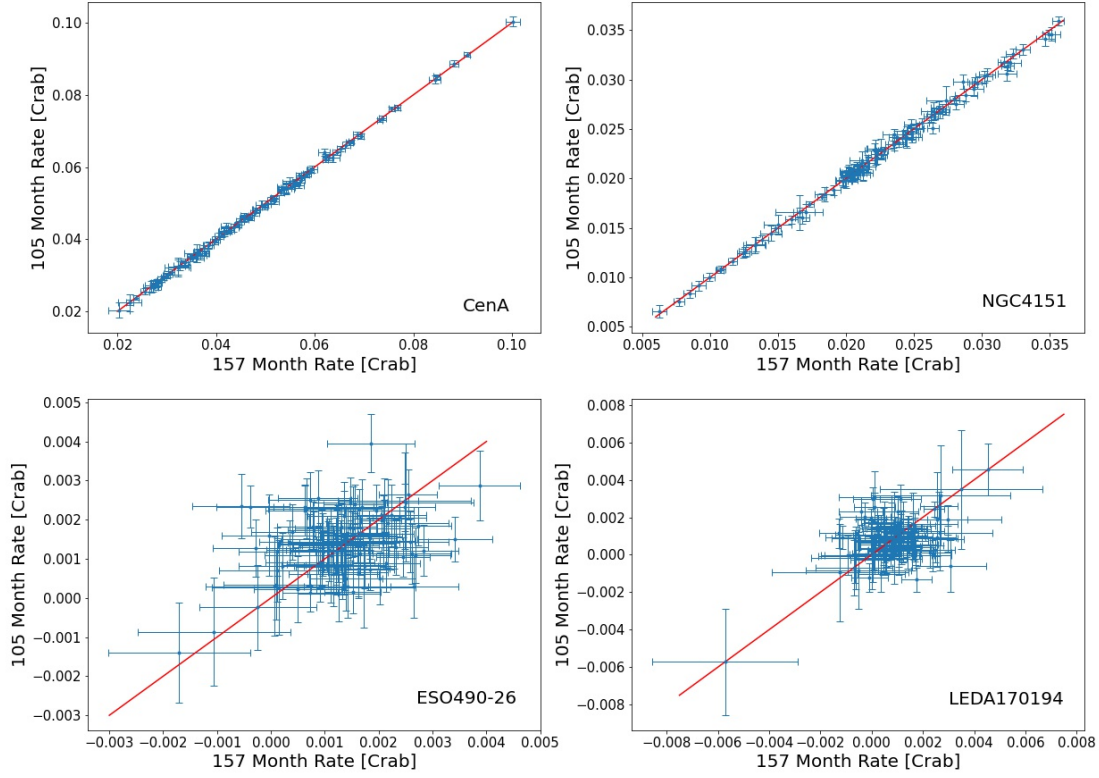 0.10
0.08
0.06
0.04
0.02
105 Month Rate [Crab]
CenA
0.02 0.04 0.06 0.08 0.10
157 Month Rate [Crab]
0.035
0.030
0.025
0.020
0.015
0.010
0.005
105 Month Rate [Crab]
NGC4151
0.005 0.010 0.015 0.020 0.025 0.030 0.035
157 Month Rate [Crab]
0.005
0.004
0.003
0.002
0.001
0.000
−0.001
−0.002
−0.003
105 Month Rate [Crab]
ESO490-26
−0.003 −0.002 −0.001 0.000 0.001 0.002 0.003 0.004 0.005
157 Month Rate [Crab]
0.008
0.006
0.004
0.002
0.000
−0.002
−0.004
−0.006
−0.008
105 Month Rate [Crab]
LEDA170194
−0.008 −0.006 −0.004 −0.002 0.000 0.002 0.004 0.006 0.008
157 Month Rate [Crab]